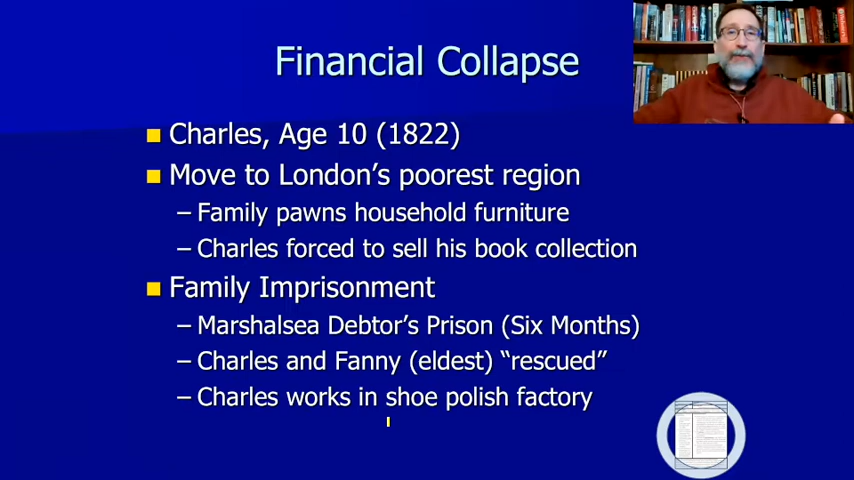 Financial Collapse
Charles, Age 10 (1822)
Move to London’s poorest region
– Family pawns household furniture
– Charles forced to sell his book collection
Family Imprisonment
– Marshalsea Debtor’s Prison (Six Months)
– Charles and Fanny (eldest) “rescued”
– Charles works in shoe polish factory